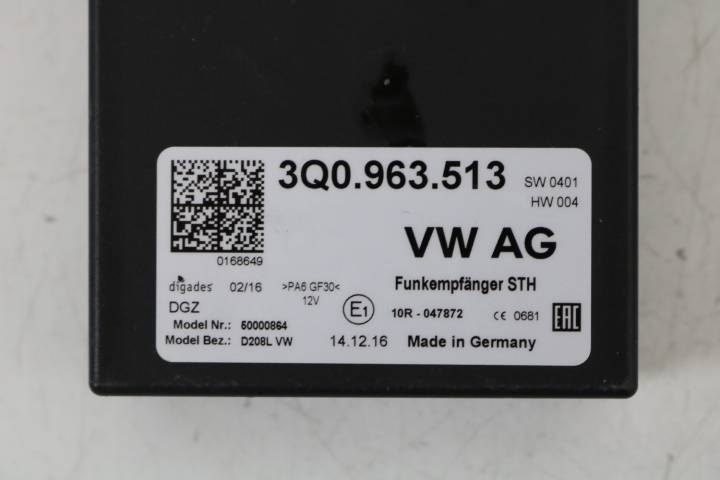 3Q0.963.513 SW 0401
HW 004
VW AG
0168649
digades 02/16 >PA6 GF30< Funkempfänger STH
12V
DGZ E1 10R - 047872 CE 0681 EAC
Model Nr.: 50000864
Model Bez.: D208L VW 14.12.16 Made in Germany